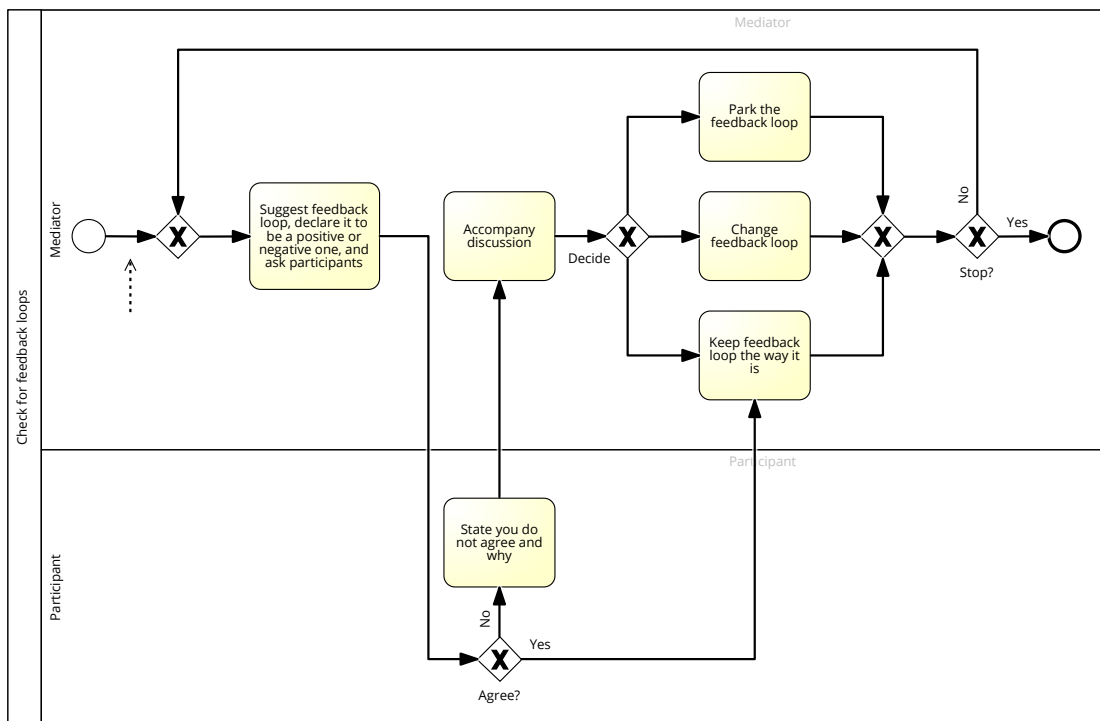 Mediator
Park the
feedback loop
No
Suggest feedback
loop, declare it to
be a positive or
negative one, and
ask participants
Accompany
discussion
Change
feedback loop
Yes
Mediator
Decide
Stop?
Check for feedback loops
Keep feedback
loop the way it
is
Participant
State you do
not agree and
why
Participant
No
Yes
Agree?